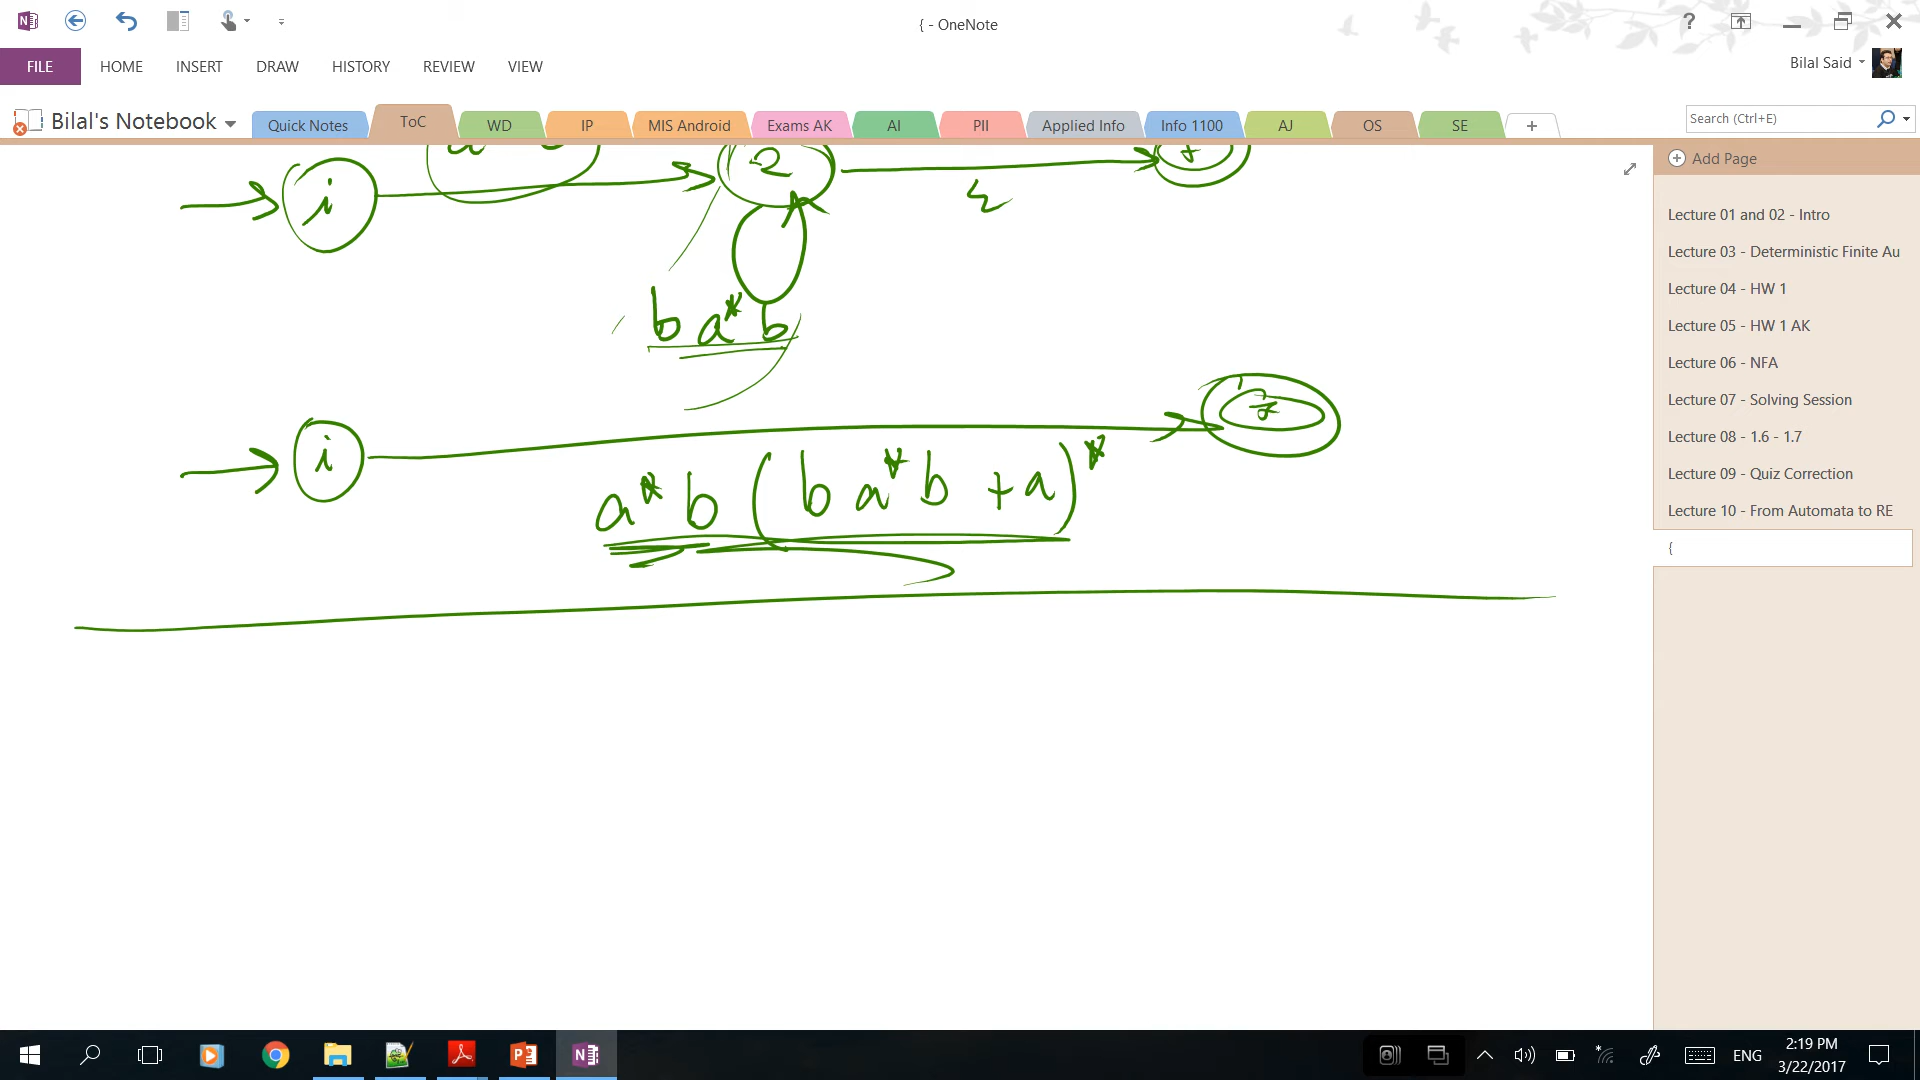 { - OneNote
FILE HOME INSERT DRAW HISTORY REVIEW VIEW
Bilal Said
Bilal's Notebook
Quick Notes ToC WD IP MIS Android Exams AK AI PII Applied Info Info 1100 AJ OS SE +
Search (Ctrl+E)
Add Page
Lecture 01 and 02 - Intro
Lecture 03 - Deterministic Finite Au
Lecture 04 - HW 1
Lecture 05 - HW 1 AK
Lecture 06 - NFA
Lecture 07 - Solving Session
Lecture 08 - 1.6 - 1.7
Lecture 09 - Quiz Correction
Lecture 10 - From Automata to RE
{
i 2
b a* b
i
a* b (b a* b + a)*
ENG
2:19 PM
3/22/2017